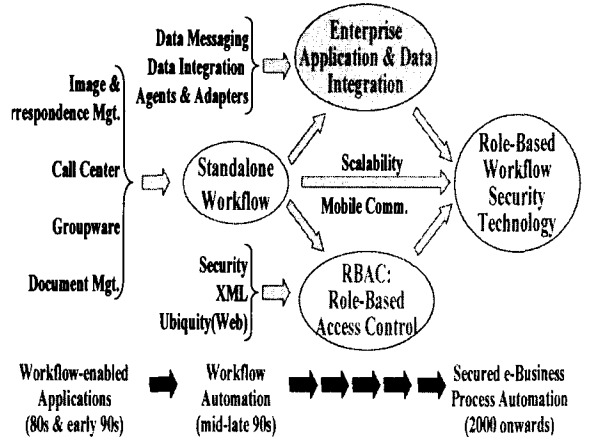 Data Messaging
Data Integration
Agents & Adapters
Enterprise
Application & Data
Integration
Image &
rrespondence Mgt.
Call Center
Groupware
Document Mgt.
Standalone
Workflow
Scalability
Mobile Comm.
Role-Based
Workflow
Security
Technology
Security
XML
Ubiquity(Web)
RBAC:
Role-Based
Access Control
Workflow-enabled
Applications
(80s & early 90s)
Workflow
Automation
(mid-late 90s)
Secured e-Business
Process Automation
(2000 onwards)